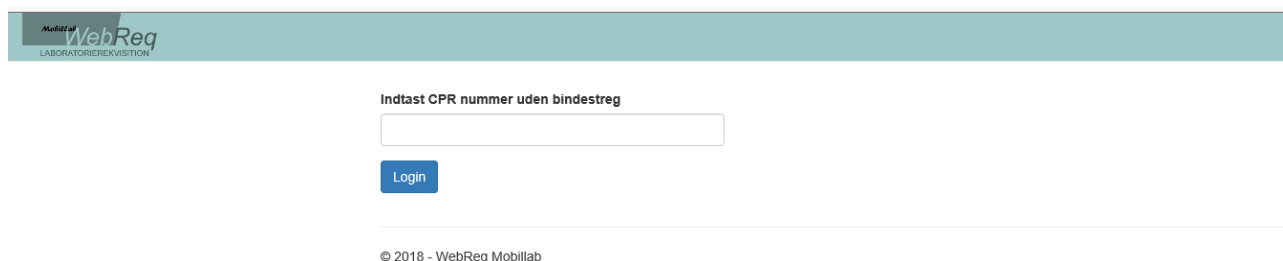 Mobillab
WebReq
LABORATORIEREKVISITION
Indtast CPR nummer uden bindestreg
Login
© 2018 - WebReq Mobillab